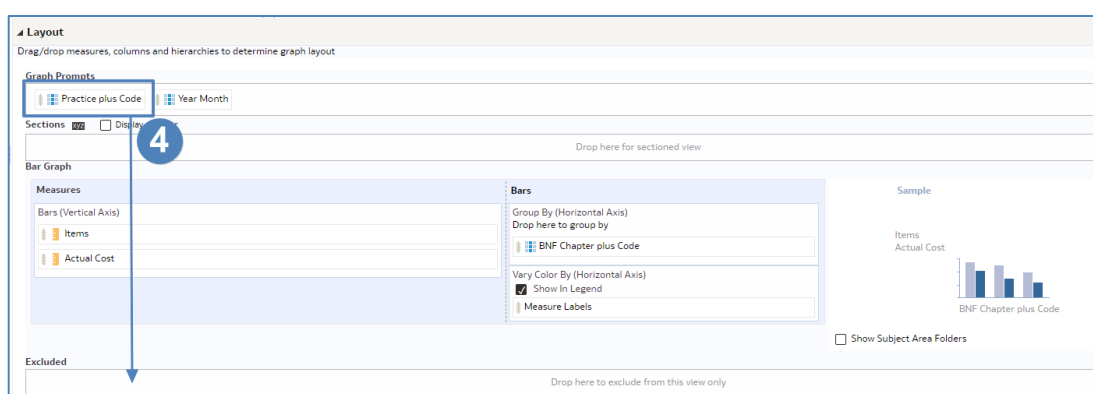 Layout
Drag/drop measures, columns and hierarchies to determine graph layout
Graph Prompts
Practice plus Code
Year Month
Sections xyz
4
Drop here for sectioned view
Bar Graph
Measures
Bars (Vertical Axis)
Items
Actual Cost
Bars
Group By (Horizontal Axis)
Drop here to group by
BNF Chapter plus Code
Vary Color By (Horizontal Axis)
Show In Legend
Measure Labels
Sample
Items
Actual Cost
BNF Chapter plus Code
Show Subject Area Folders
Excluded
Drop here to exclude from this view only